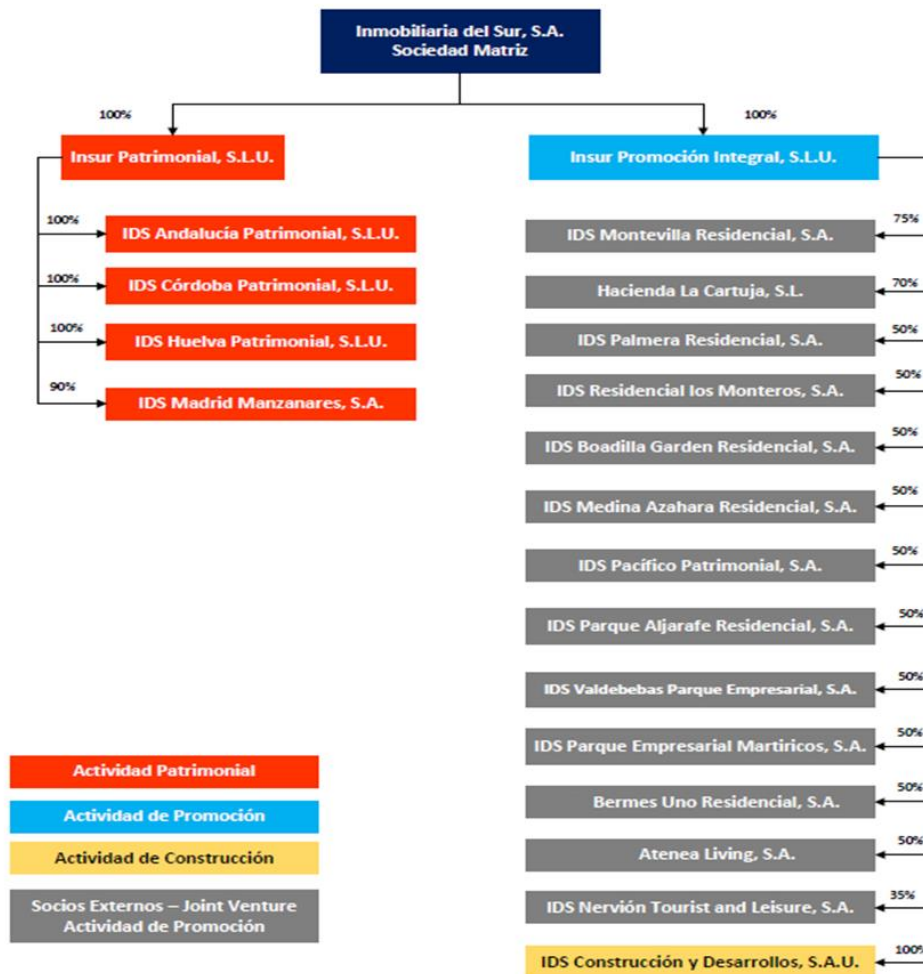 Inmobiliaria del Sur, S.A.
Sociedad Matriz
100%
100%
Insur Patrimonial, S.L.U.
Insur Promoción Integral, S.L.U.
100%
IDS Andalucía Patrimonial, S.L.U.
100%
IDS Córdoba Patrimonial, S.L.U.
100%
IDS Huelva Patrimonial, S.L.U.
90%
IDS Madrid Manzanares, S.A.
75%
IDS Montevilla Residencial, S.A.
70%
Hacienda La Cartuja, S.L.
50%
IDS Palmera Residencial, S.A.
50%
IDS Residencial los Monteros, S.A.
50%
IDS Boadilla Garden Residencial, S.A.
50%
IDS Medina Azahara Residencial, S.A.
50%
IDS Pacífico Patrimonial, S.A.
50%
IDS Parque Aljarafe Residencial, S.A.
50%
IDS Valdebebas Parque Empresarial, S.A.
50%
IDS Parque Empresarial Martiricos, S.A.
50%
Bermes Uno Residencial, S.A.
50%
Atenea Living, S.A.
35%
IDS Nervión Tourist and Leisure, S.A.
100%
IDS Construcción y Desarrollos, S.A.U.
Actividad Patrimonial
Actividad de Promoción
Actividad de Construcción
Socios Externos – Joint Venture
Actividad de Promoción